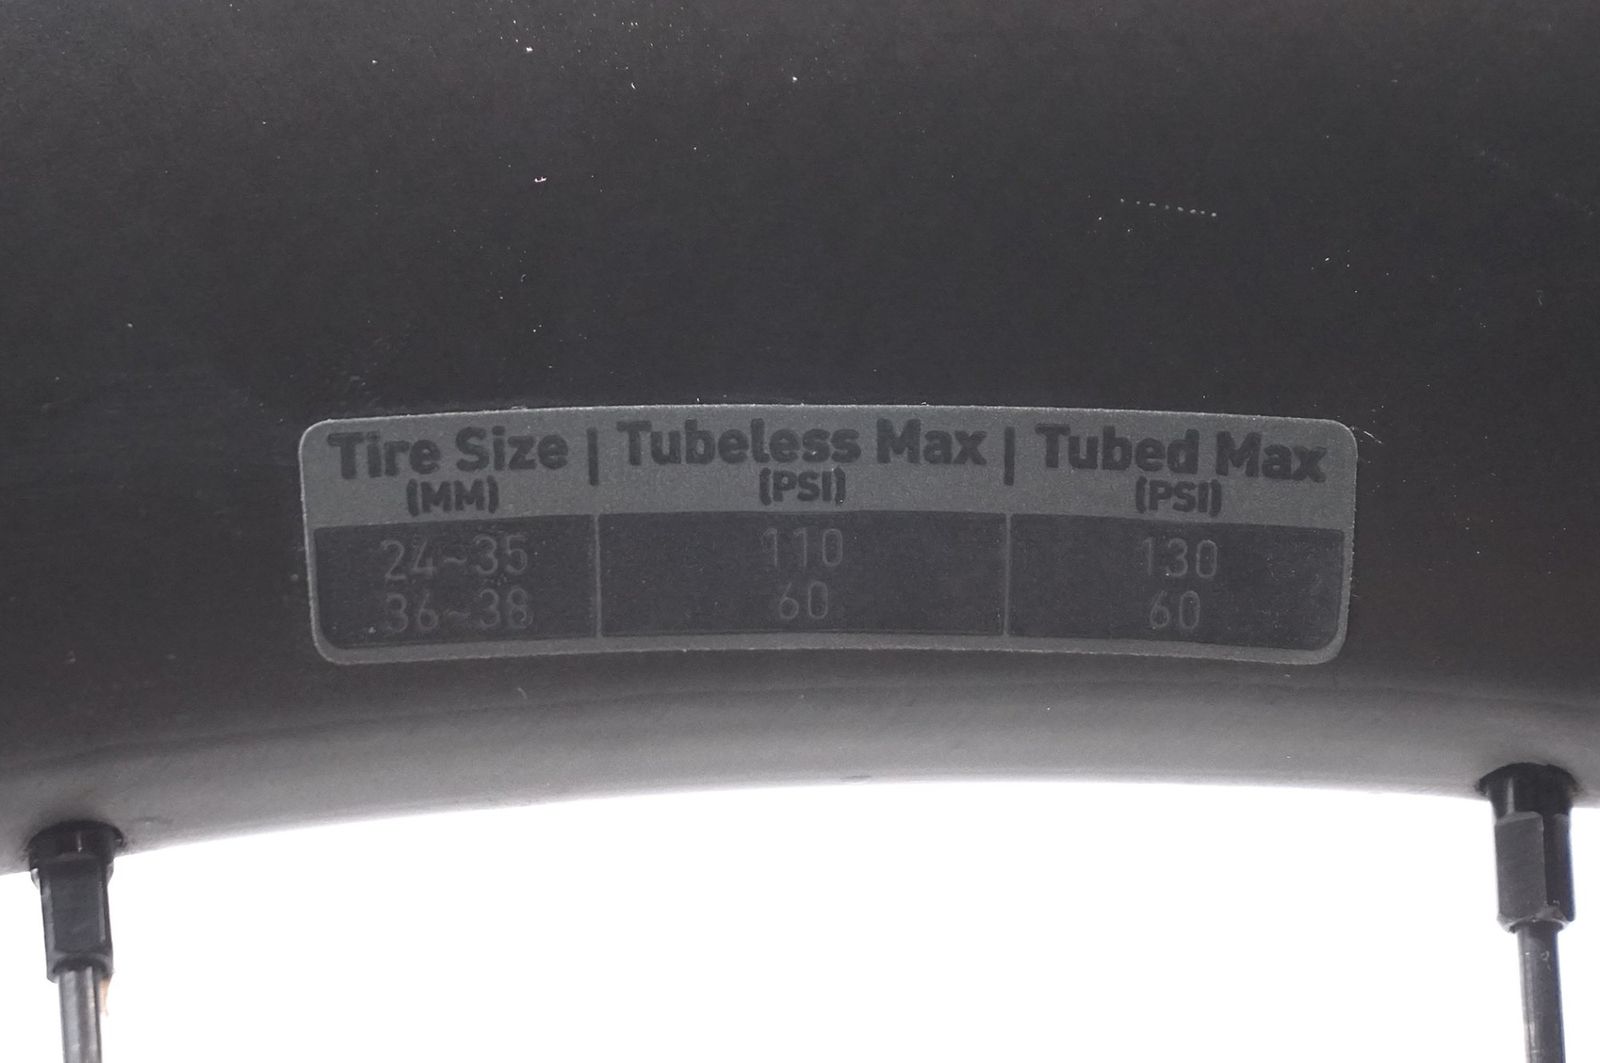 Tire Size | Tubeless Max | Tubed Max
(MM) (PSI) (PSI)
24~35 110 130
36~38 60 60